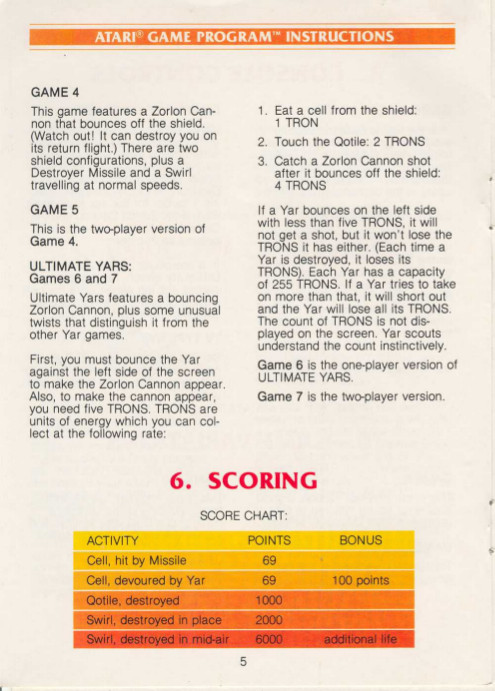 ATARI® GAME PROGRAM™ INSTRUCTIONS
GAME 4
This game features a Zorlon Can-
non that bounces off the shield.
(Watch out! It can destroy you on
its return flight.) There are two
shield configurations, plus a
Destroyer Missile and a Swirl
travelling at normal speeds.
GAME 5
This is the two-player version of
Game 4.
ULTIMATE YARS:
Games 6 and 7
Ultimate Yars features a bouncing
Zorlon Cannon, plus some unusual
twists that distinguish it from the
other Yar games.
First, you must bounce the Yar
against the left side of the screen
to make the Zorlon Cannon appear.
Also, to make the cannon appear,
you need five TRONS. TRONS are
units of energy which you can col-
lect at the following rate:
1. Eat a cell from the shield:
1 TRON
2. Touch the Qotile: 2 TRONS
3. Catch a Zorlon Cannon shot
after it bounces off the shield:
4 TRONS
If a Yar bounces on the left side
with less than five TRONS, it will
not get a shot, but it won't lose the
TRONS it has either. (Each time a
Yar is destroyed, it loses its
TRONS). Each Yar has a capacity
of 255 TRONS. If a Yar tries to take
on more than that, it will short out
and the Yar will lose all its TRONS.
The count of TRONS is not dis-
played on the screen. Yar scouts
understand the count instinctively.
Game 6 is the one-player version of
ULTIMATE YARS.
Game 7 is the two-player version.
6. SCORING
SCORE CHART:
ACTIVITY POINTS BONUS
Cell, hit by Missile 69
Cell, devoured by Yar 69 100 points
Qotile, destroyed 1000
Swirl, destroyed in place 2000
Swirl, destroyed in mid-air 6000 additional life
5